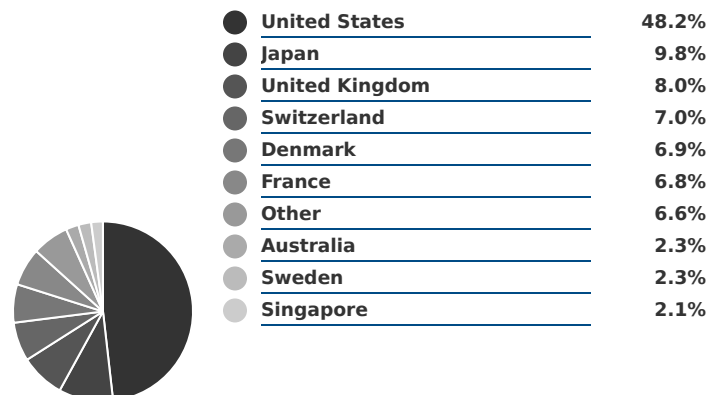 United States 48.2%
Japan 9.8%
United Kingdom 8.0%
Switzerland 7.0%
Denmark 6.9%
France 6.8%
Other 6.6%
Australia 2.3%
Sweden 2.3%
Singapore 2.1%